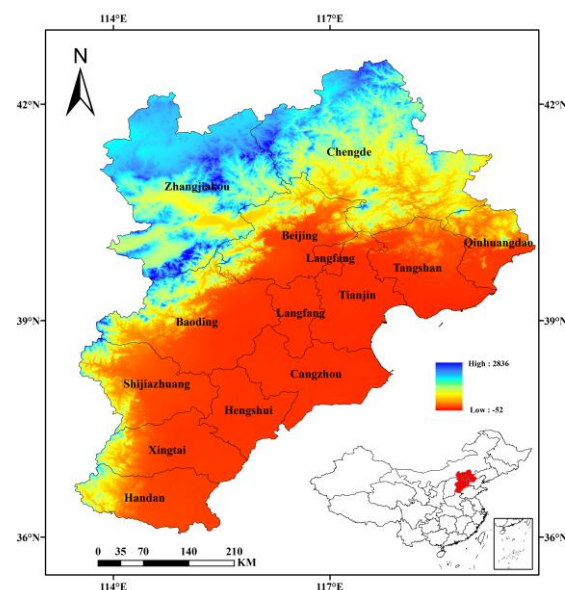 114°E 117°E
N
42°N 42°N
Chengde
Zhangjiakou
Beijing
Qinhuangdao
Langfang
Tangshan
Tianjin
Langfang
Baoding
39°N 39°N
High : 2836
Cangzhou
Shijiazhuang
Low : -52
Hengshui
Xingtai
Handan
36°N 36°N
0 35 70 140 210
KM
114°E 117°E